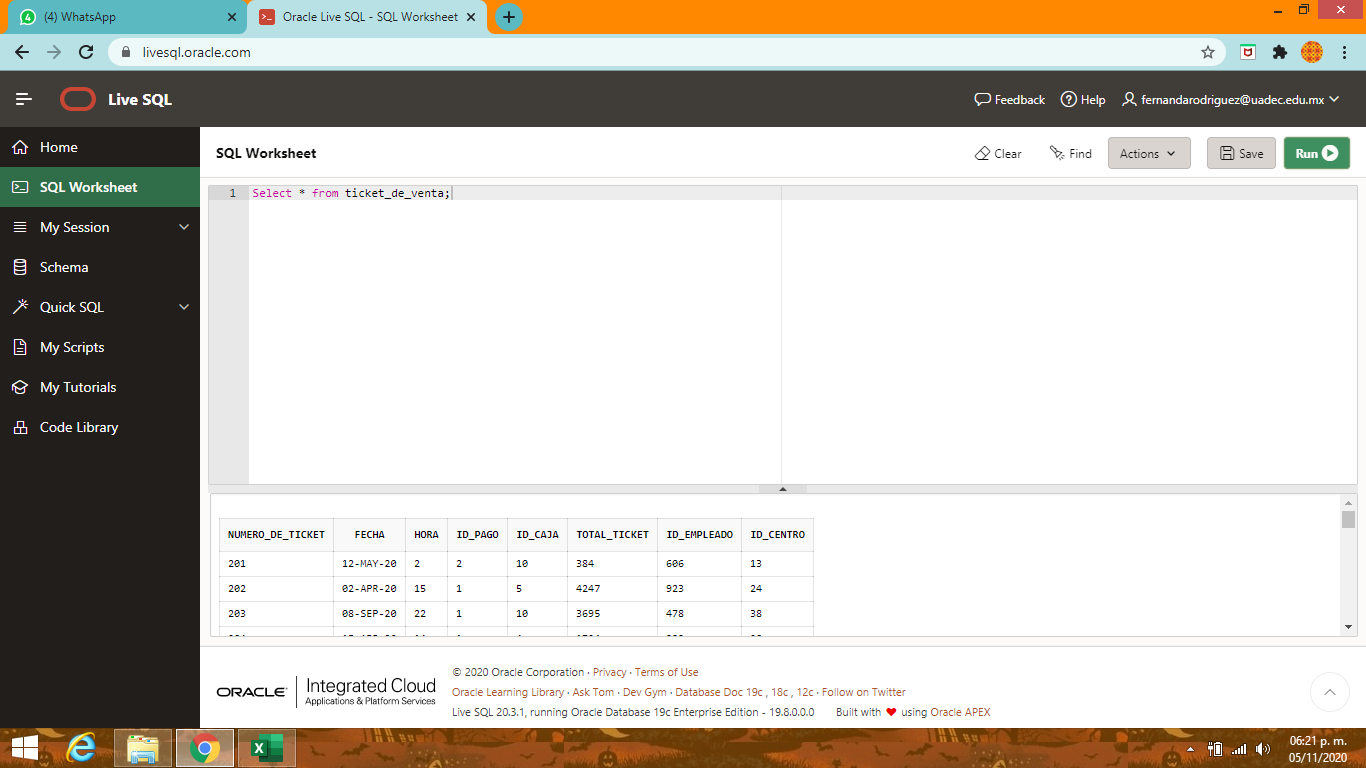 (4) WhatsApp
Oracle Live SQL - SQL Worksheet
livesql.oracle.com
Live SQL
Feedback
Help
fernandarodriguez@uadec.edu.mx
Home
SQL Worksheet
My Session
Schema
Quick SQL
My Scripts
My Tutorials
Code Library
SQL Worksheet
Clear
Find
Actions
Save
Run
1 Select * from ticket_de_venta;
NUMERO_DE_TICKET FECHA HORA ID_PAGO ID_CAJA TOTAL_TICKET ID_EMPLEADO ID_CENTRO
201 12-MAY-20 2 2 10 384 606 13
202 02-APR-20 15 1 5 4247 923 24
203 08-SEP-20 22 1 10 3695 478 38
ORACLE Integrated Cloud
Applications & Platform Services
© 2020 Oracle Corporation · Privacy · Terms of Use
Oracle Learning Library · Ask Tom · Dev Gym · Database Doc 19c , 18c , 12c · Follow on Twitter
Live SQL 20.3.1, running Oracle Database 19c Enterprise Edition - 19.8.0.0.0 Built with ❤ using Oracle APEX
06:21 p. m.
05/11/2020